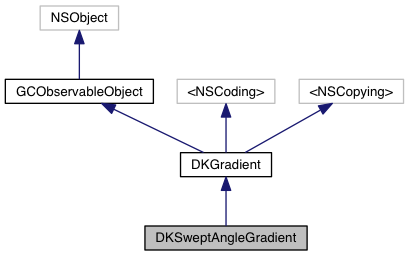 NSObject
GCObservableObject
<NSCoding>
<NSCopying>
DKGradient
DKSweptAngleGradient